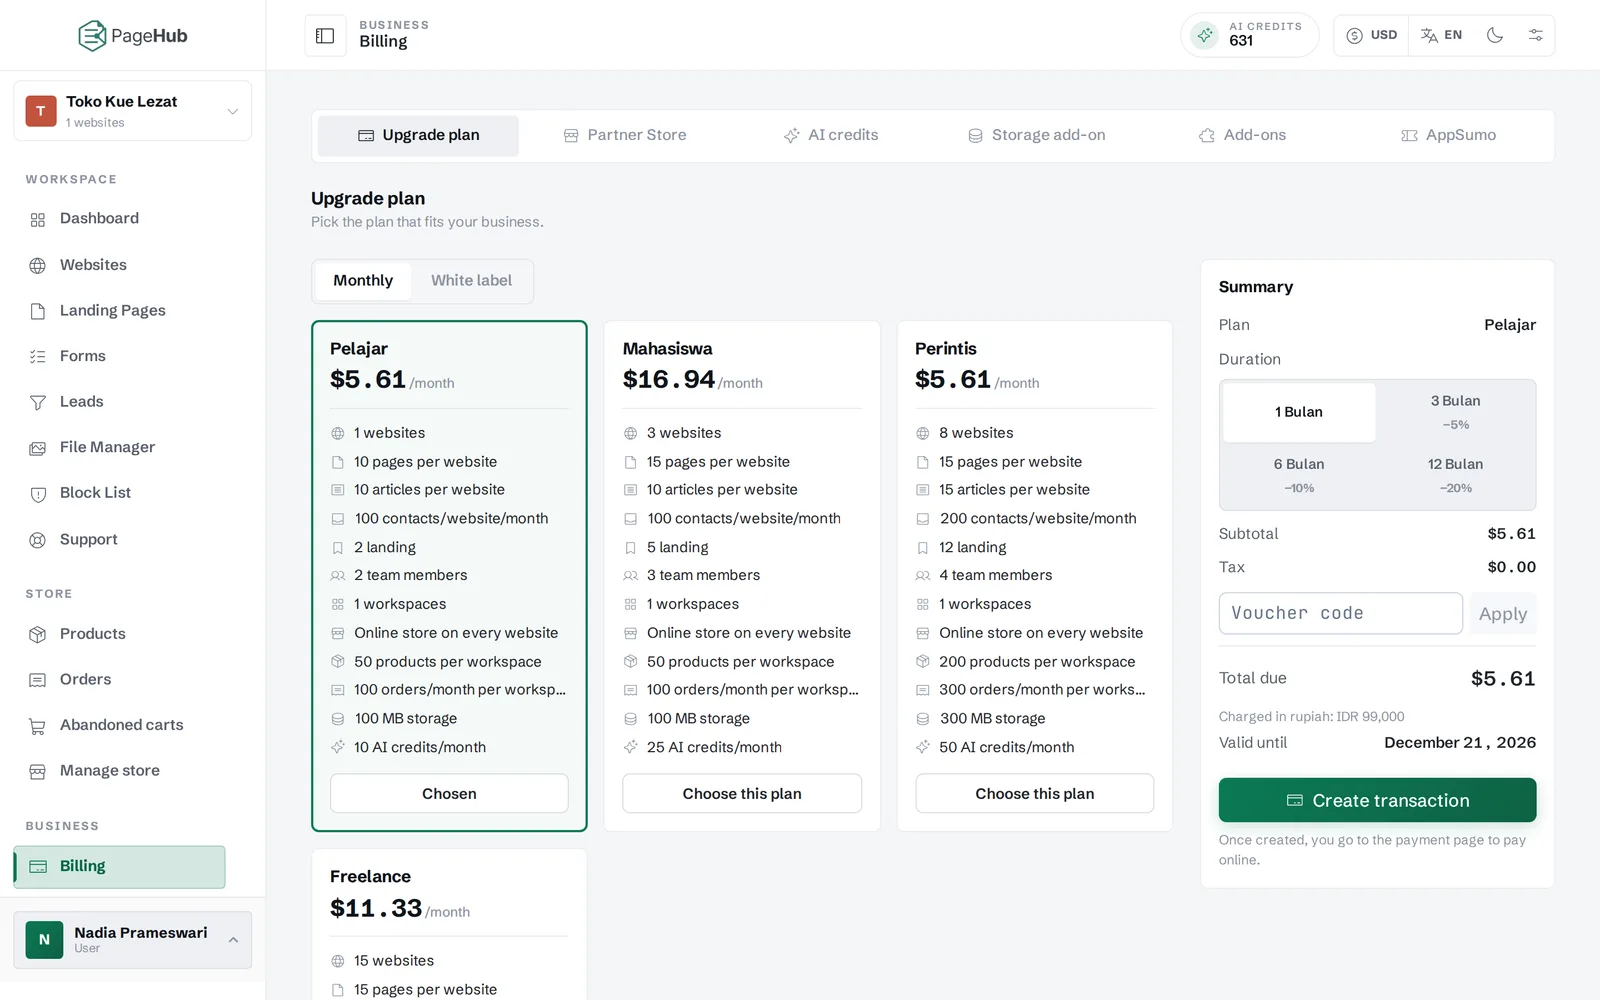 PageHub
BUSINESS
Billing
AI CREDITS
631
USD
EN
T
Toko Kue Lezat
1 websites
WORKSPACE
Dashboard
Websites
Landing Pages
Forms
Leads
File Manager
Block List
Support
STORE
Products
Orders
Abandoned carts
Manage store
BUSINESS
Billing
N
Nadia Prameswari
User
Upgrade plan
Partner Store
AI credits
Storage add-on
Add-ons
AppSumo
Upgrade plan
Pick the plan that fits your business.
Monthly
White label
Pelajar
$5.61 /month
1 websites
10 pages per website
10 articles per website
100 contacts/website/month
2 landing
2 team members
1 workspaces
Online store on every website
50 products per workspace
100 orders/month per worksp...
100 MB storage
10 AI credits/month
Chosen
Mahasiswa
$16.94 /month
3 websites
15 pages per website
10 articles per website
100 contacts/website/month
5 landing
3 team members
1 workspaces
Online store on every website
50 products per workspace
100 orders/month per worksp...
100 MB storage
25 AI credits/month
Choose this plan
Perintis
$5.61 /month
8 websites
15 pages per website
15 articles per website
200 contacts/website/month
12 landing
4 team members
1 workspaces
Online store on every website
200 products per workspace
300 orders/month per works...
300 MB storage
50 AI credits/month
Choose this plan
Freelance
$11.33 /month
15 websites
15 pages per website
Summary
Plan Pelajar
Duration
1 Bulan
3 Bulan
−5%
6 Bulan
−10%
12 Bulan
−20%
Subtotal $5.61
Tax $0.00
Voucher code
Apply
Total due $5.61
Charged in rupiah: IDR 99,000
Valid until December 21, 2026
Create transaction
Once created, you go to the payment page to pay
online.